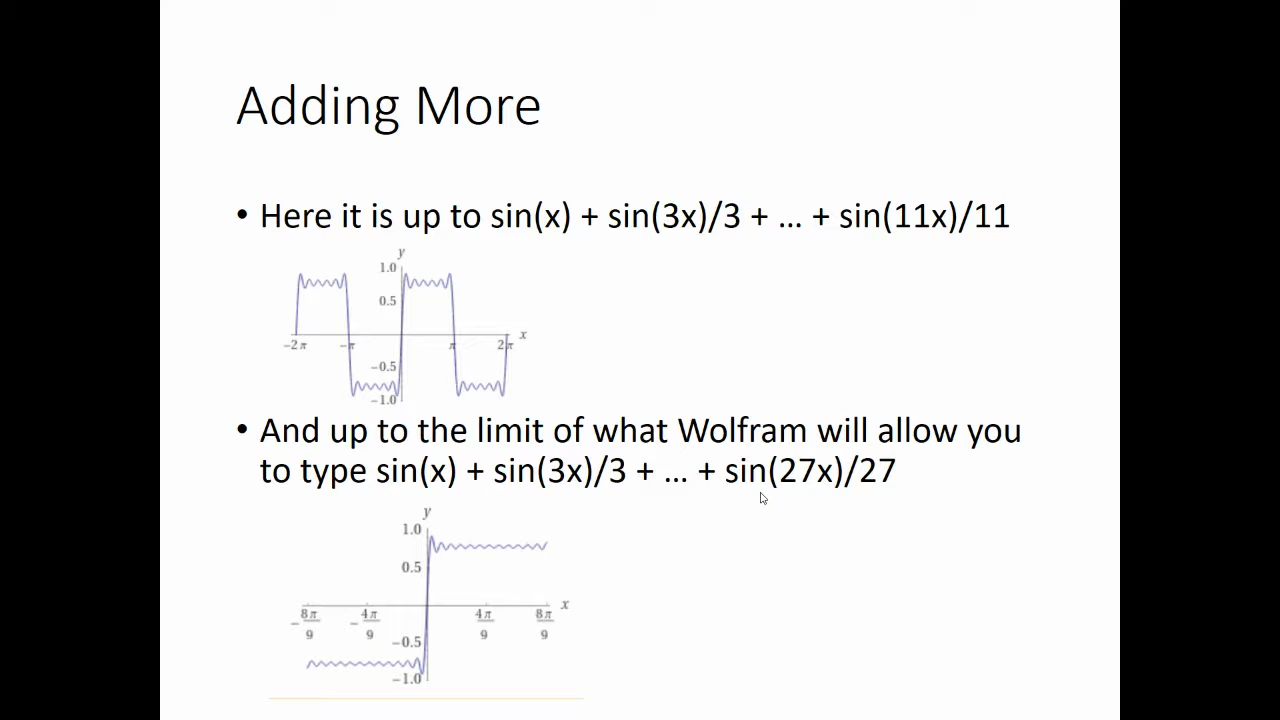 Adding More
• Here it is up to sin(x) + sin(3x)/3 + ... + sin(11x)/11
y
1.0
0.5
x
−2π −π π 2π
−0.5
−1.0
• And up to the limit of what Wolfram will allow you
to type sin(x) + sin(3x)/3 + ... + sin(27x)/27
y
1.0
0.5
x
−8π/9 −4π/9 4π/9 8π/9
−0.5
−1.0